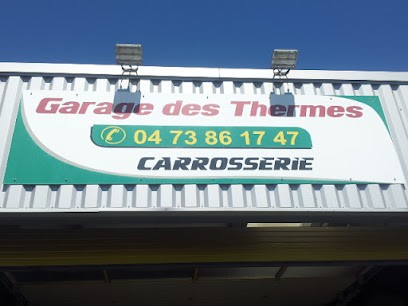 Garage des Thermes
04 73 86 17 47
CARROSSERIE